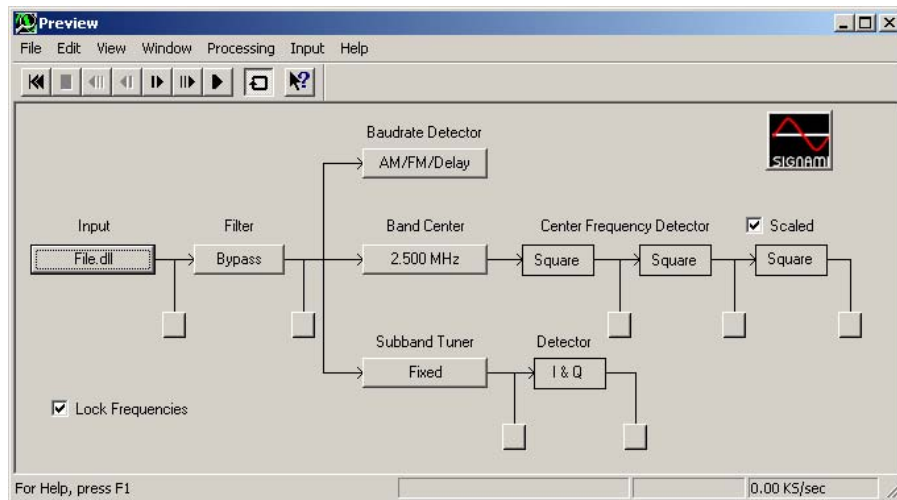 Preview
File Edit View Window Processing Input Help
Baudrate Detector
AM/FM/Delay
SIGNAMI
Input Filter Band Center Center Frequency Detector Scaled
File.dll Bypass 2.500 MHz Square Square Square
Subband Tuner Detector
Fixed I & Q
Lock Frequencies
For Help, press F1 0.00 KS/sec